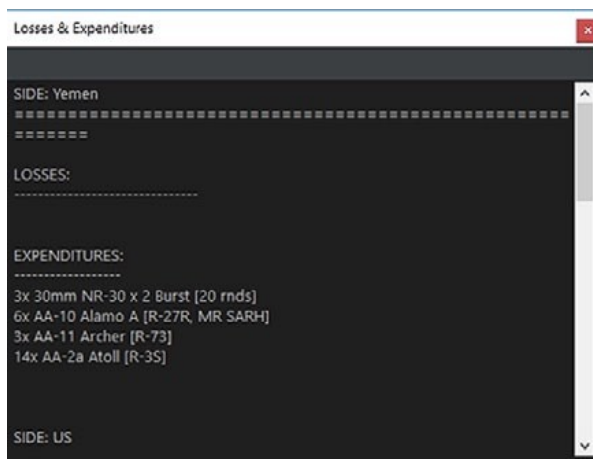 Losses & Expenditures
SIDE: Yemen
=====================================================
=======
LOSSES:
-------------------------------
EXPENDITURES:
------------------
3x 30mm NR-30 x 2 Burst [20 rnds]
6x AA-10 Alamo A [R-27R, MR SARH]
3x AA-11 Archer [R-73]
14x AA-2a Atoll [R-3S]
SIDE: US